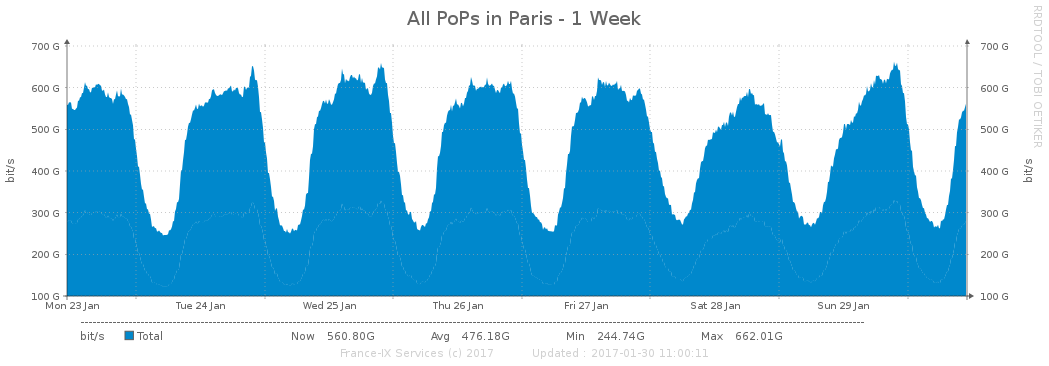 All PoPs in Paris - 1 Week
RRDTOOL / TOBI OETIKER
700 G 700 G
600 G 600 G
500 G 500 G
400 G 400 G
300 G 300 G
200 G 200 G
100 G 100 G
bit/s bit/s
Mon 23 Jan Tue 24 Jan Wed 25 Jan Thu 26 Jan Fri 27 Jan Sat 28 Jan Sun 29 Jan
bit/s Total Now 560.80G Avg 476.18G Min 244.74G Max 662.01G
France-IX Services (c) 2017 Updated : 2017-01-30 11:00:11